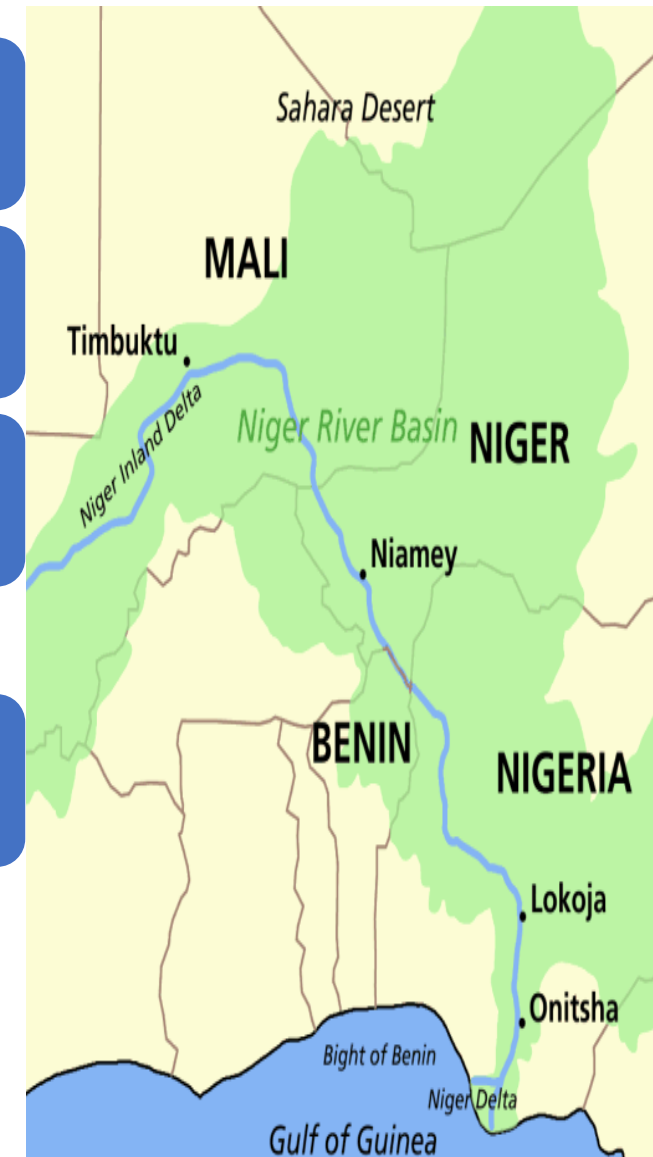 Sahara Desert
MALI
Timbuktu
Niger Inland Delta
Niger River Basin
NIGER
Niamey
BENIN
NIGERIA
Lokoja
Onitsha
Bight of Benin
Niger Delta
Gulf of Guinea